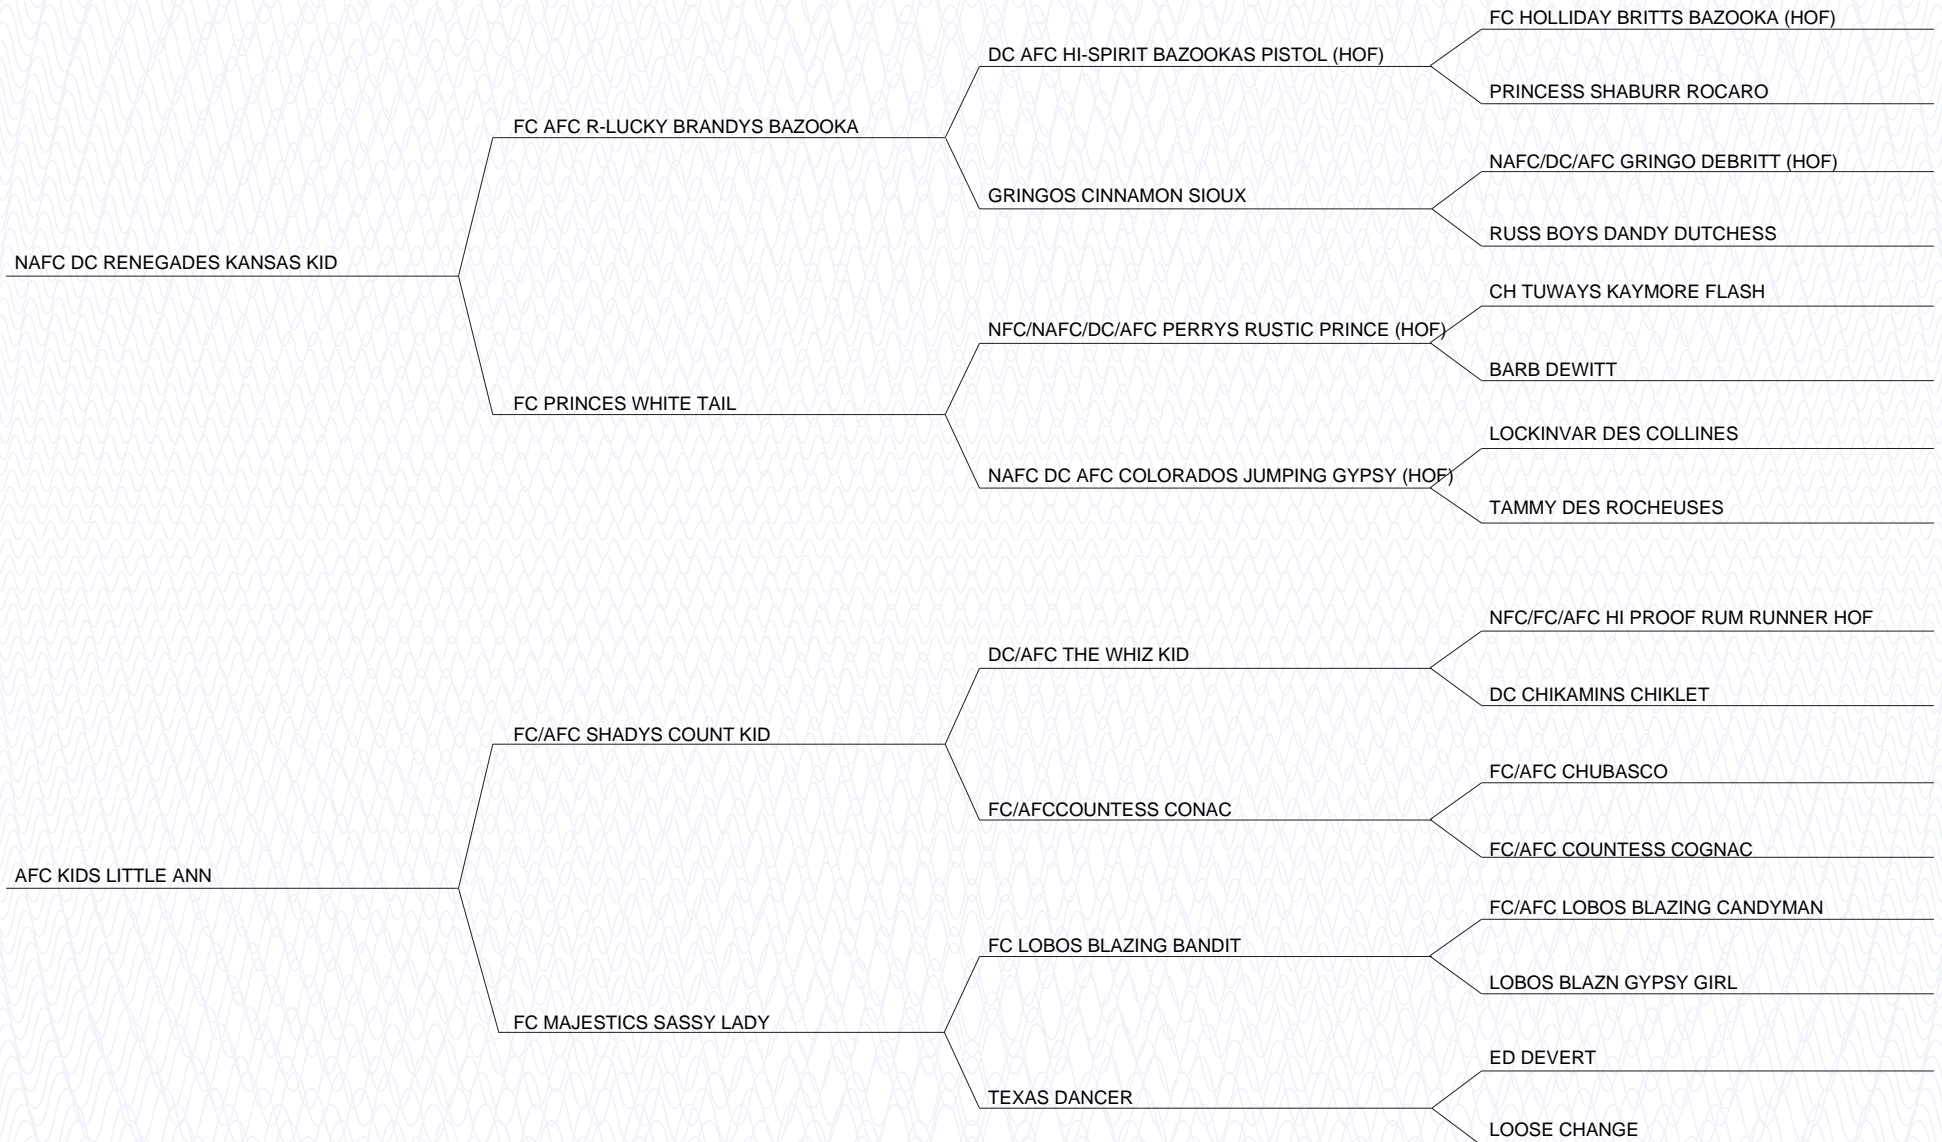 FC HOLLIDAY BRITTS BAZOOKA (HOF)
DC AFC HI-SPIRIT BAZOOKAS PISTOL (HOF)
PRINCESS SHABURR ROCARO
FC AFC R-LUCKY BRANDYS BAZOOKA
NAFC/DC/AFC GRINGO DEBRITT (HOF)
GRINGOS CINNAMON SIOUX
RUSS BOYS DANDY DUTCHESS
NAFC DC RENEGADES KANSAS KID
CH TUWAYS KAYMORE FLASH
NFC/NAFC/DC/AFC PERRYS RUSTIC PRINCE (HOF)
BARB DEWITT
FC PRINCES WHITE TAIL
LOCKINVAR DES COLLINES
NAFC DC AFC COLORADOS JUMPING GYPSY (HOF)
TAMMY DES ROCHEUSES
NFC/FC/AFC HI PROOF RUM RUNNER HOF
DC/AFC THE WHIZ KID
DC CHIKAMINS CHIKLET
FC/AFC SHADYS COUNT KID
FC/AFC CHUBASCO
FC/AFCCOUNTESS CONAC
FC/AFC COUNTESS COGNAC
AFC KIDS LITTLE ANN
FC/AFC LOBOS BLAZING CANDYMAN
FC LOBOS BLAZING BANDIT
LOBOS BLAZN GYPSY GIRL
FC MAJESTICS SASSY LADY
ED DEVERT
TEXAS DANCER
LOOSE CHANGE